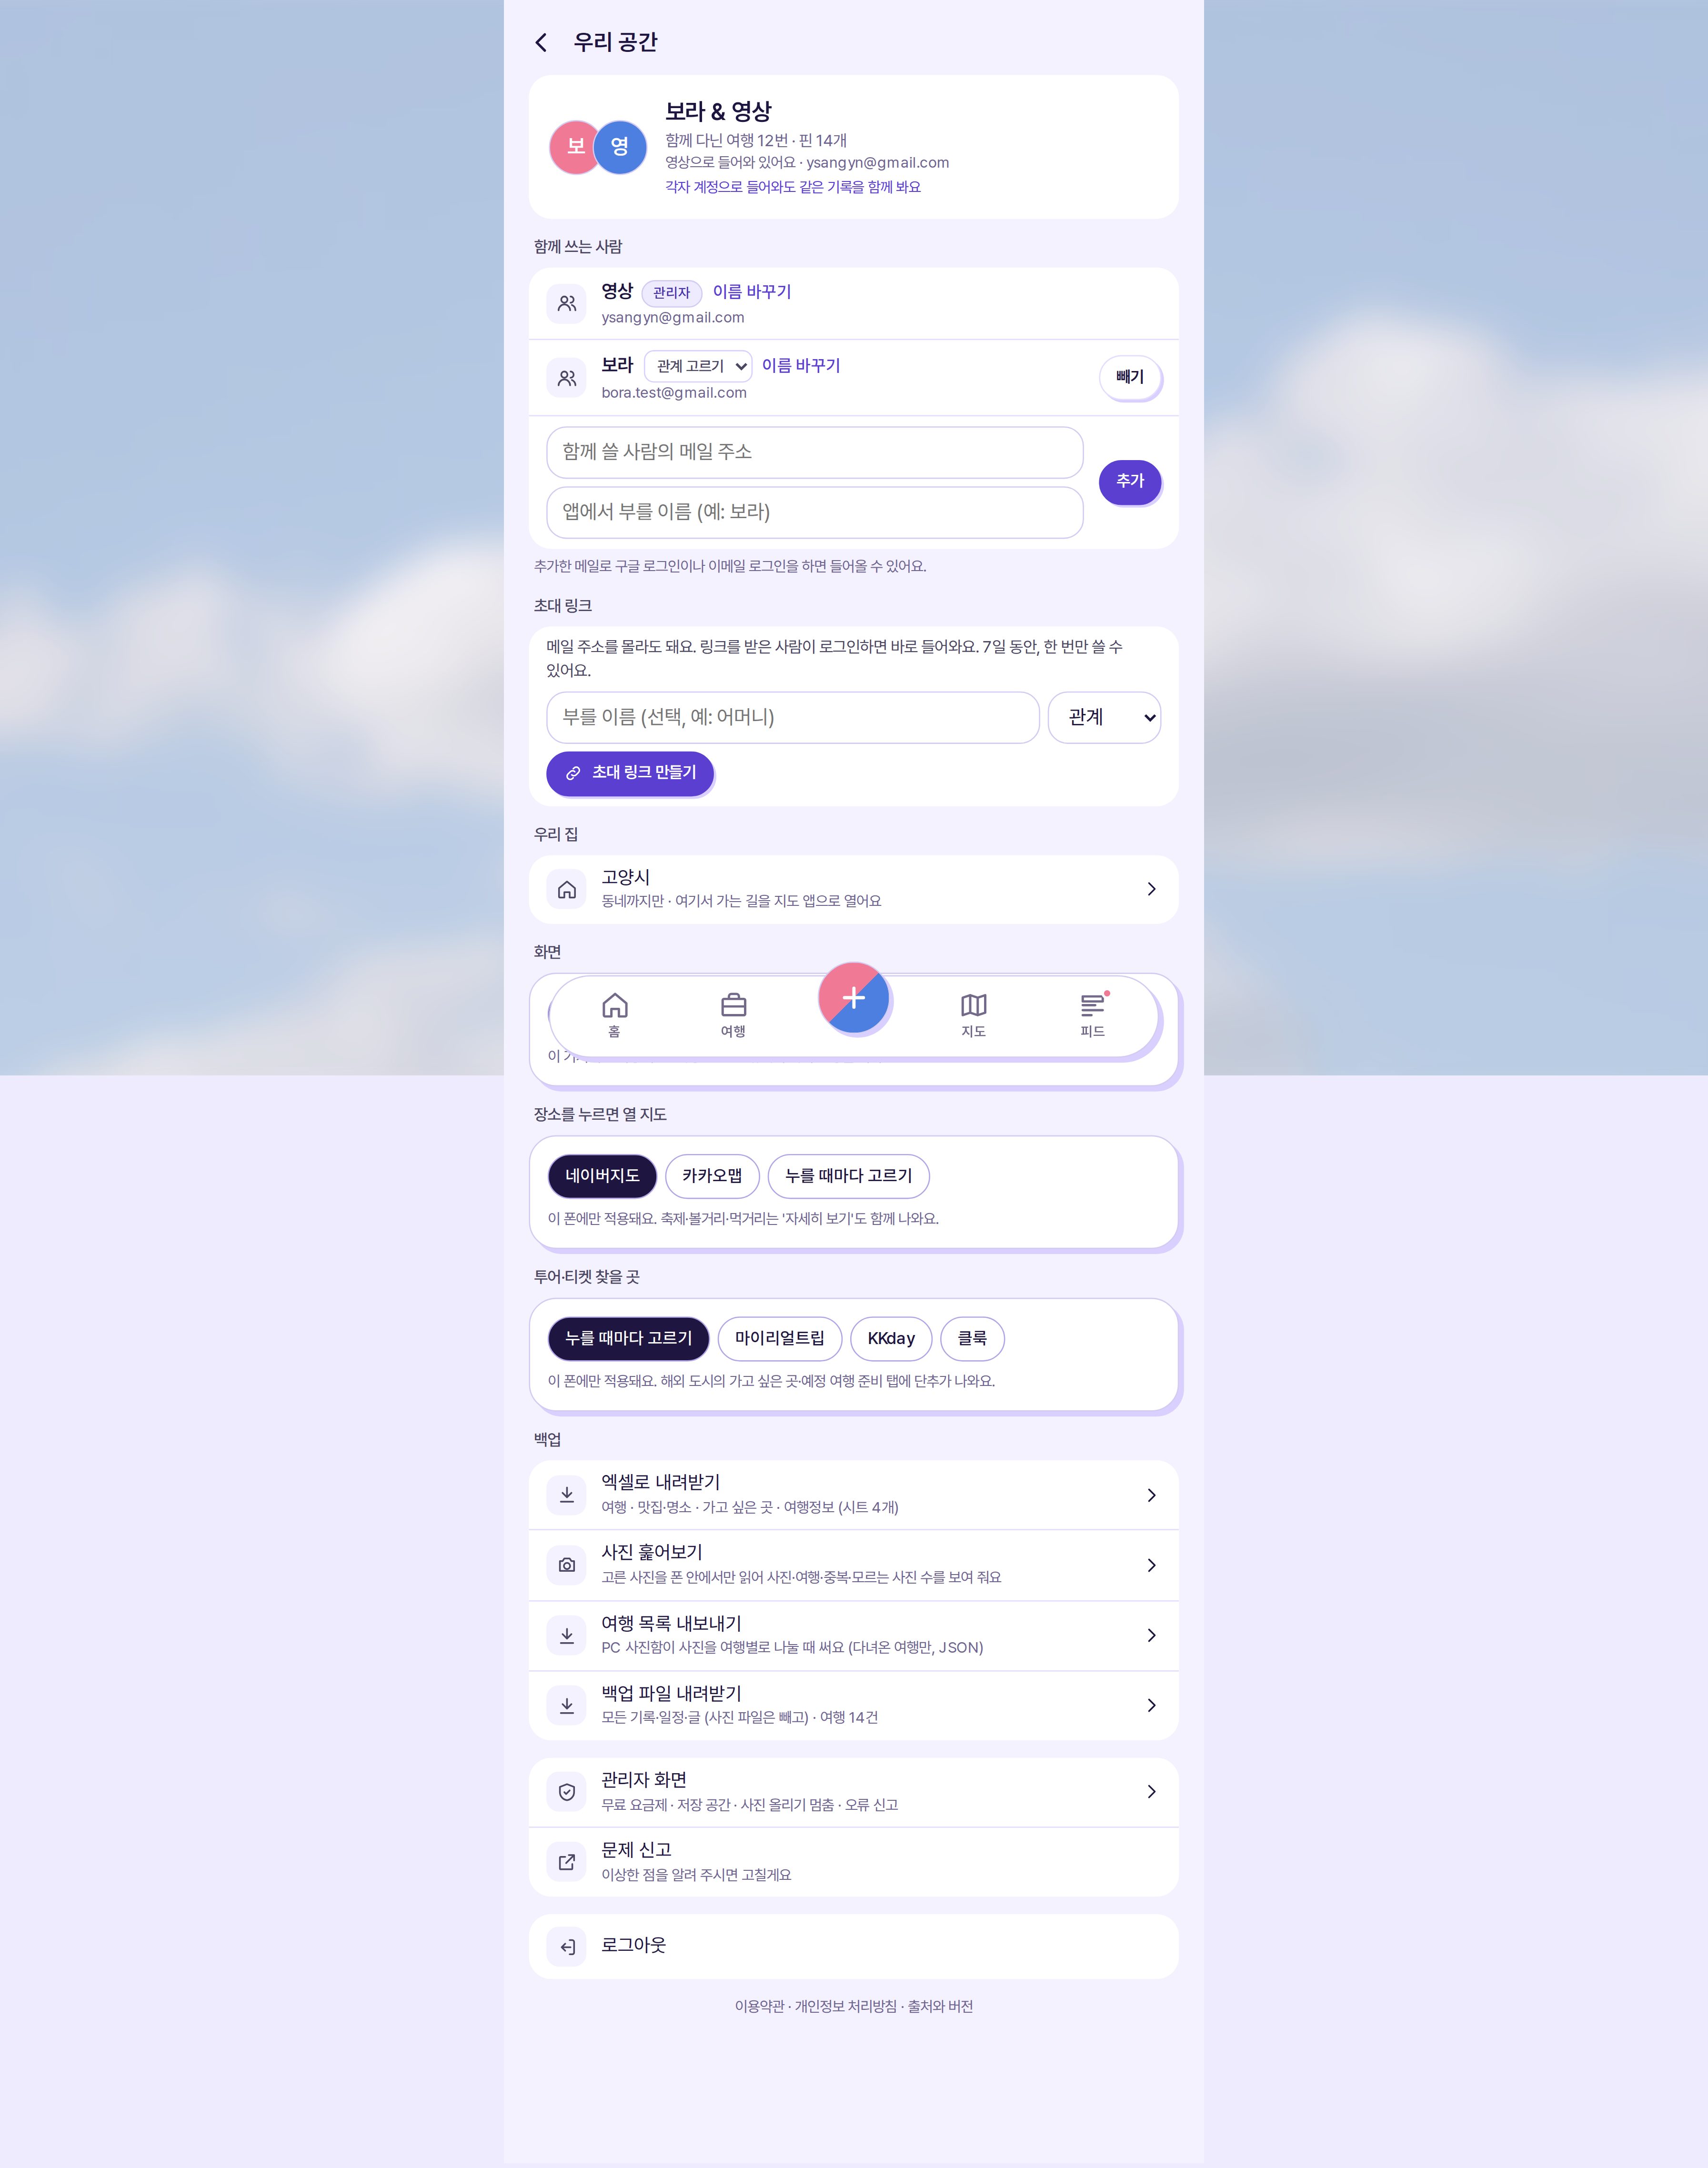 우리 공간
보 영
보라 & 영상
함께 다닌 여행 12번 · 핀 14개
영상으로 들어와 있어요 · ysangyn@gmail.com
각자 계정으로 들어와도 같은 기록을 함께 봐요
함께 쓰는 사람
영상 관리자 이름 바꾸기
ysangyn@gmail.com
보라 관계 고르기 이름 바꾸기
bora.test@gmail.com
빼기
함께 쓸 사람의 메일 주소
앱에서 부를 이름 (예: 보라)
추가
추가한 메일로 구글 로그인이나 이메일 로그인을 하면 들어올 수 있어요.
초대 링크
메일 주소를 몰라도 돼요. 링크를 받은 사람이 로그인하면 바로 들어와요. 7일 동안, 한 번만 쓸 수
있어요.
부를 이름 (선택, 예: 어머니) 관계
초대 링크 만들기
우리 집
고양시
동네까지만 · 여기서 가는 길을 지도 앱으로 열어요
화면
홈 여행 지도 피드
이
장소를 누르면 열 지도
네이버지도 카카오맵 누를 때마다 고르기
이 폰에만 적용돼요. 축제·볼거리·먹거리는 '자세히 보기'도 함께 나와요.
투어·티켓 찾을 곳
누를 때마다 고르기 마이리얼트립 KKday 클룩
이 폰에만 적용돼요. 해외 도시의 가고 싶은 곳·예정 여행 준비 탭에 단추가 나와요.
백업
엑셀로 내려받기
여행 · 맛집·명소 · 가고 싶은 곳 · 여행정보 (시트 4개)
사진 훑어보기
고른 사진을 폰 안에서만 읽어 사진·여행·중복·모르는 사진 수를 보여 줘요
여행 목록 내보내기
PC 사진함이 사진을 여행별로 나눌 때 써요 (다녀온 여행만, JSON)
백업 파일 내려받기
모든 기록·일정·글 (사진 파일은 빼고) · 여행 14건
관리자 화면
무료 요금제 · 저장 공간 · 사진 올리기 멈춤 · 오류 신고
문제 신고
이상한 점을 알려 주시면 고칠게요
로그아웃
이용약관 · 개인정보 처리방침 · 출처와 버전